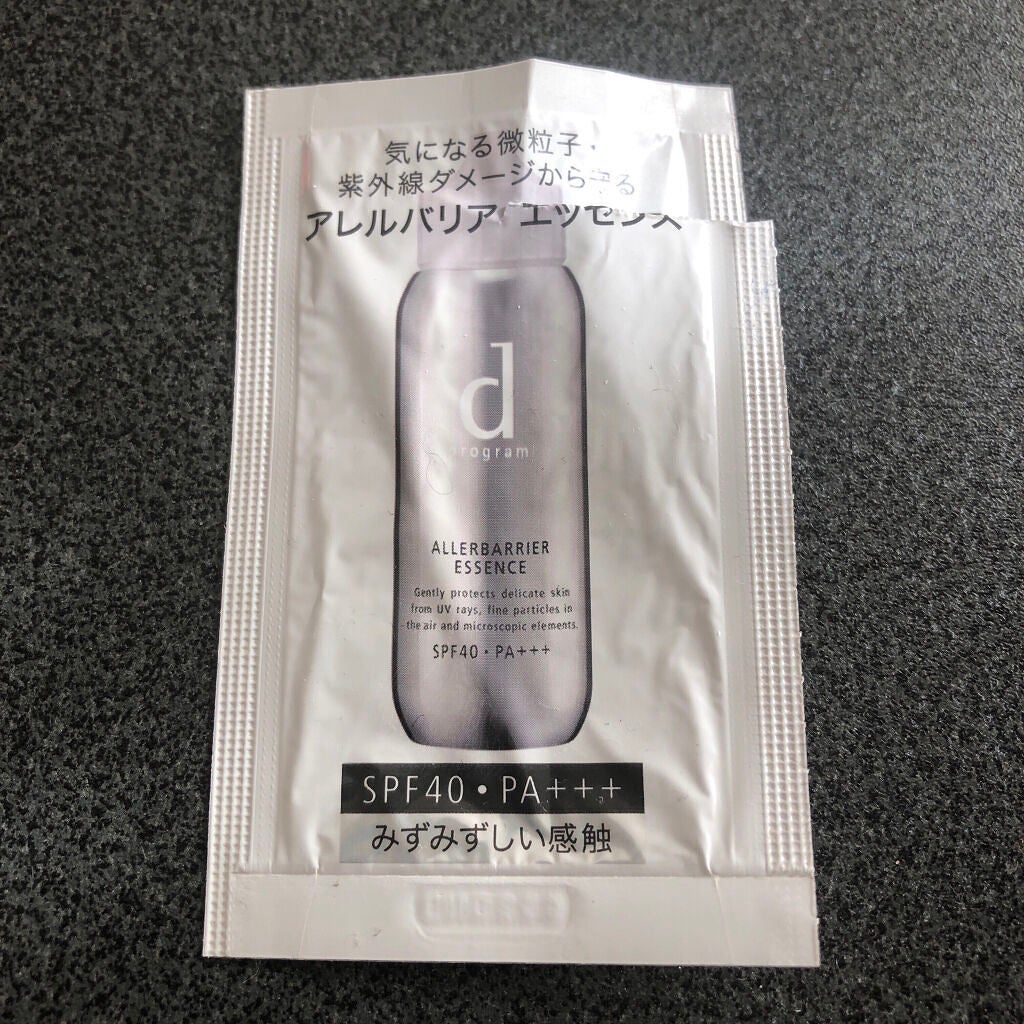 気になる微粒子・
紫外線ダメージから守る
アレルバリア エッセンス
d
program
ALLERBARRIER
ESSENCE
Gently protects delicate skin
from UV rays, fine particles in
the air and microscopic elements.
SPF40・PA+++
SPF40・PA+++
みずみずしい感触